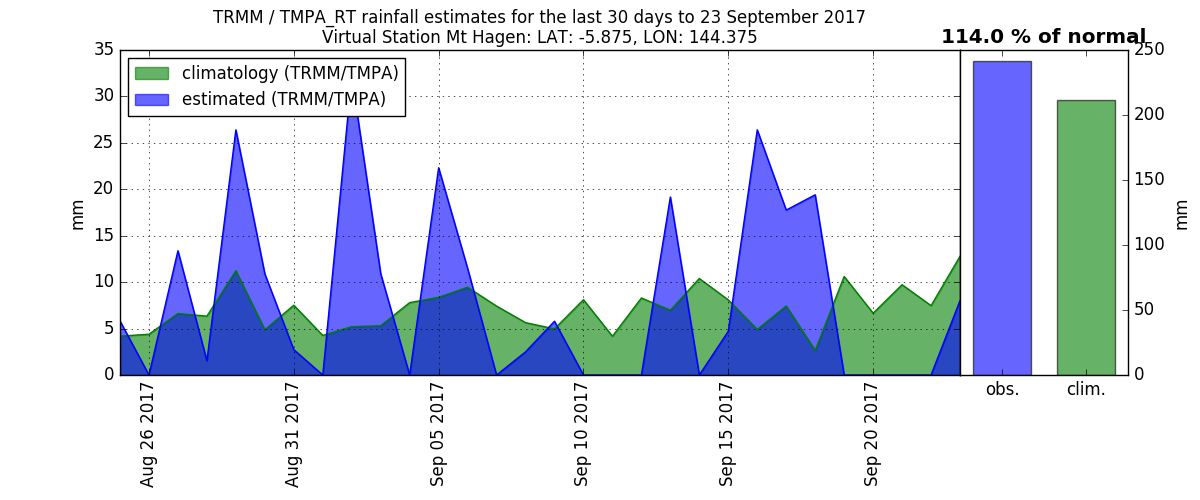 TRMM / TMPA_RT rainfall estimates for the last 30 days to 23 September 2017
Virtual Station Mt Hagen: LAT: -5.875, LON: 144.375
114.0 % of normal
climatology (TRMM/TMPA)
estimated (TRMM/TMPA)
35
30
25
20
15
10
5
0
mm
Aug 26 2017
Aug 31 2017
Sep 05 2017
Sep 10 2017
Sep 15 2017
Sep 20 2017
250
200
150
100
50
0
mm
obs.
clim.